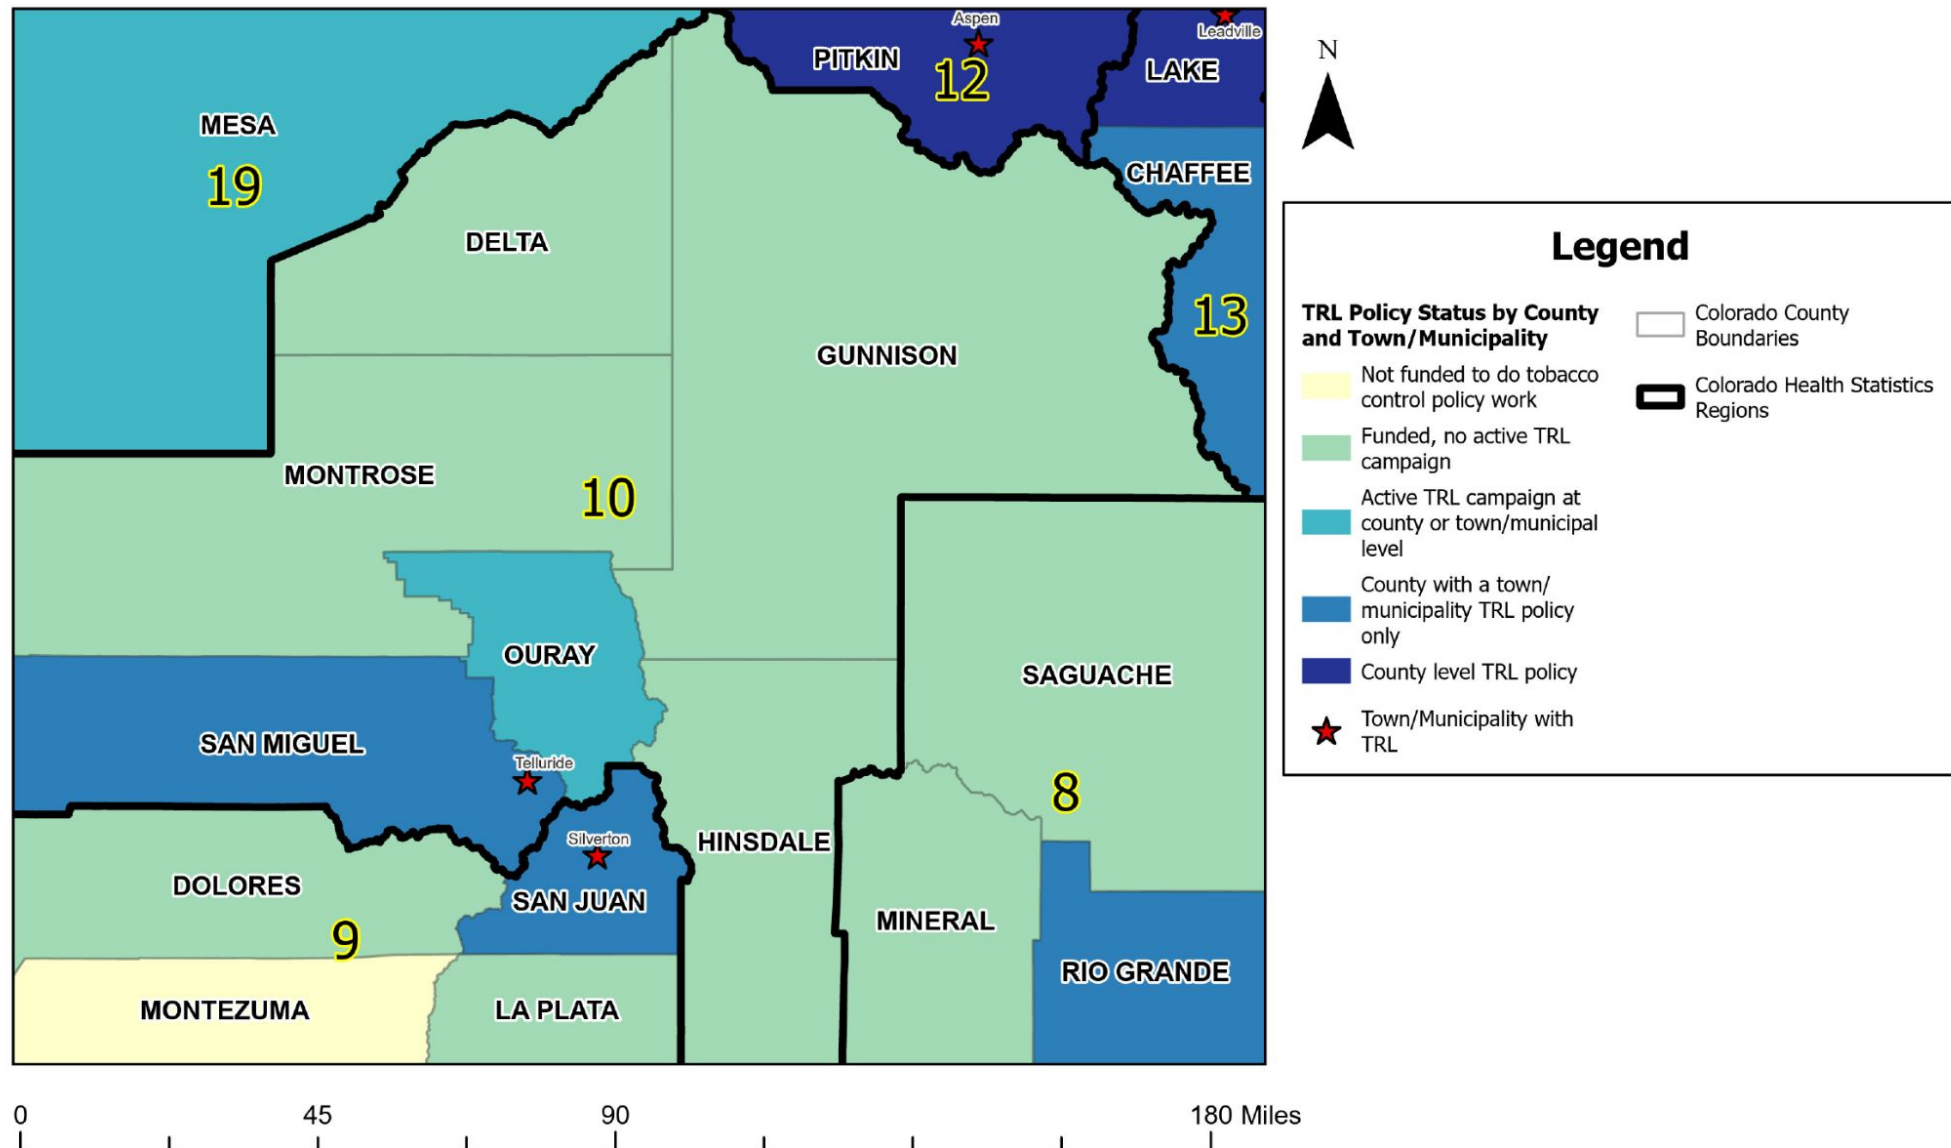 Aspen
Leadville
PITKIN
12
LAKE
MESA
19
CHAFFEE
DELTA
13
GUNNISON
MONTROSE
10
OURAY
SAGUACHE
SAN MIGUEL
Telluride
8
Silverton
HINSDALE
DOLORES
SAN JUAN
MINERAL
9
RIO GRANDE
MONTEZUMA
LA PLATA
0
45
90
180 Miles
N
Legend
TRL Policy Status by County
and Town/Municipality
Not funded to do tobacco
control policy work
Funded, no active TRL
campaign
Active TRL campaign at
county or town/municipal
level
County with a town/
municipality TRL policy
only
County level TRL policy
Town/Municipality with
TRL
Colorado County
Boundaries
Colorado Health Statistics
Regions